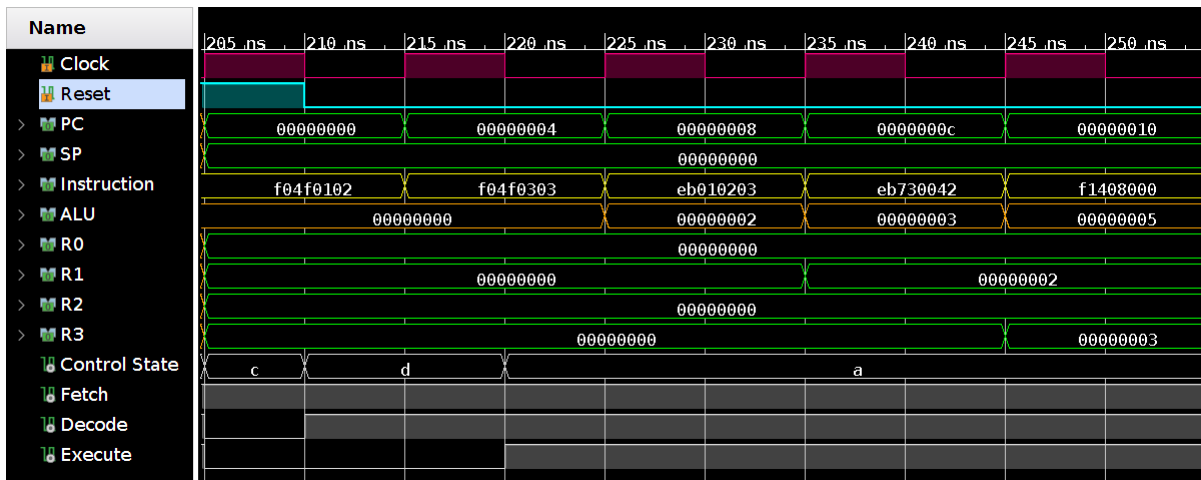 Name
205 ns 210 ns 215 ns 220 ns 225 ns 230 ns 235 ns 240 ns 245 ns 250 ns
Clock
Reset
> PC 00000000 00000004 00000008 0000000c 00000010
> SP 00000000
> Instruction f04f0102 f04f0303 eb010203 eb730042 f1408000
> ALU 00000000 00000002 00000003 00000005
> R0 00000000
> R1 00000000 00000002
> R2 00000000
> R3 00000000 00000003
Control State c d a
Fetch
Decode
Execute